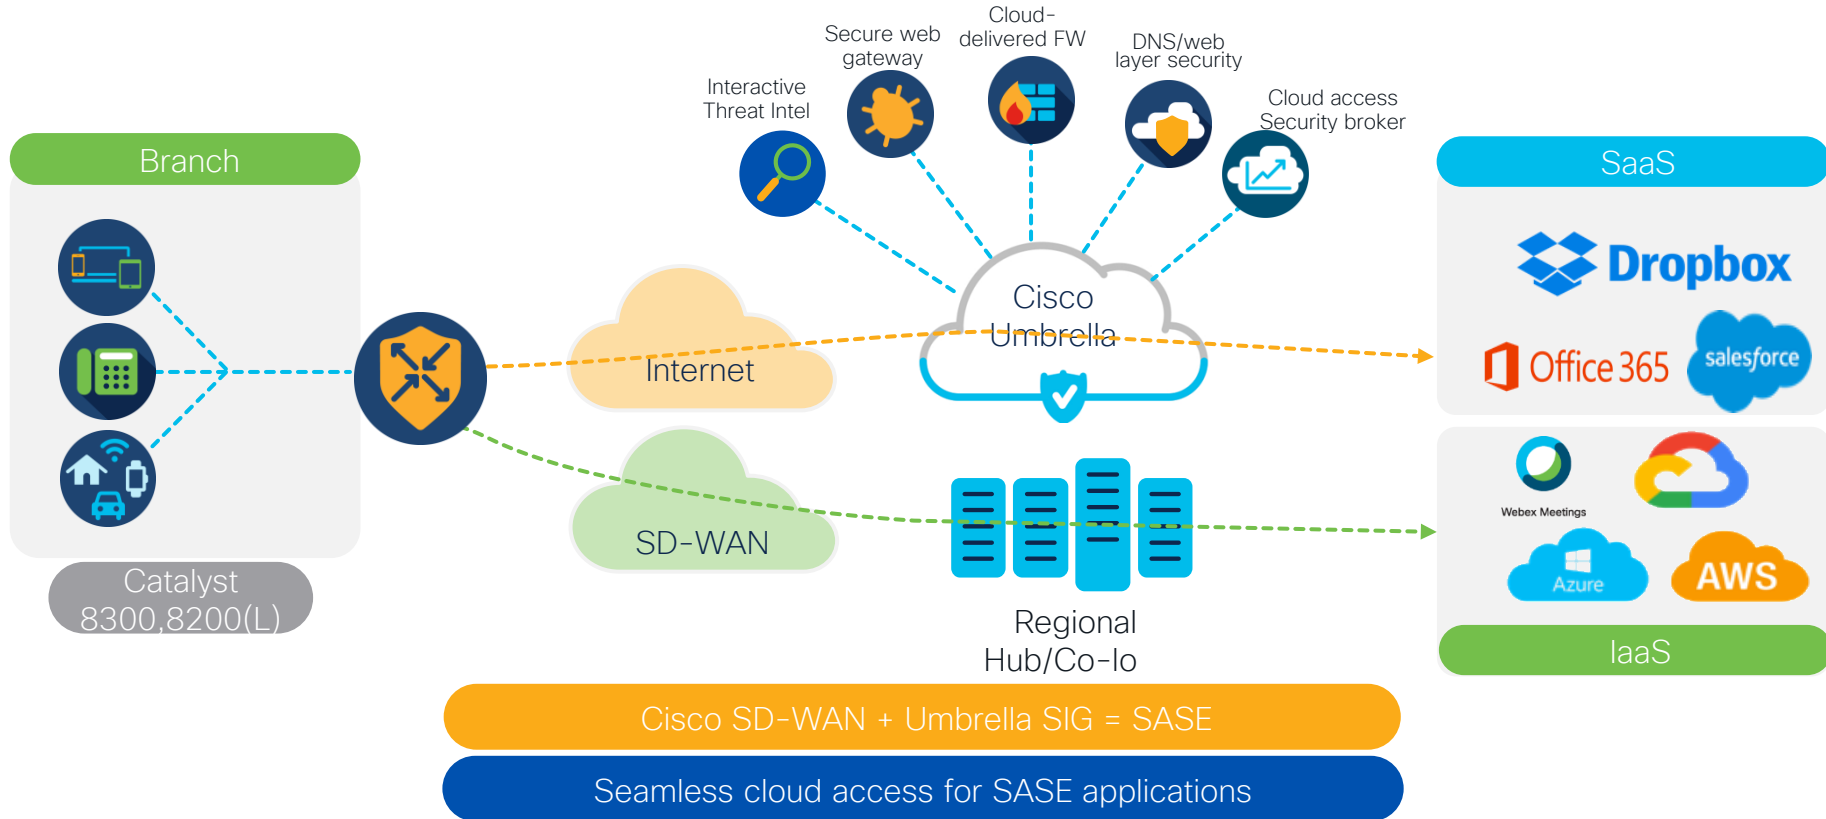 Cloud-
delivered FW
Secure web
gateway
DNS/web
layer security
Interactive
Threat Intel
Cloud access
Security broker
Branch
SaaS
Dropbox
Cisco
Umbrella
Internet
Office 365
salesforce
SD-WAN
Webex Meetings
Azure
AWS
Catalyst
8300,8200(L)
Regional
Hub/Co-lo
IaaS
Cisco SD-WAN + Umbrella SIG = SASE
Seamless cloud access for SASE applications